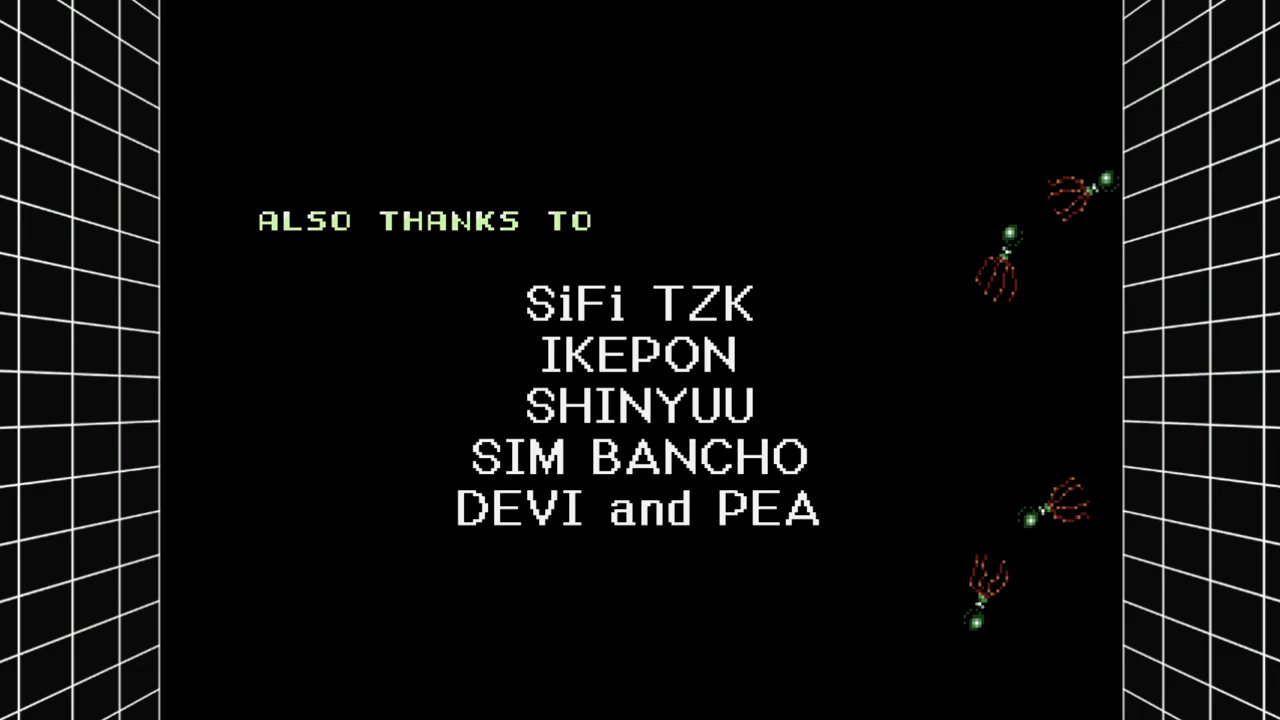 ALSO THANKS TO
SiFi TZK
IKEPON
SHINYUU
SIM BANCHO
DEVI and PEA